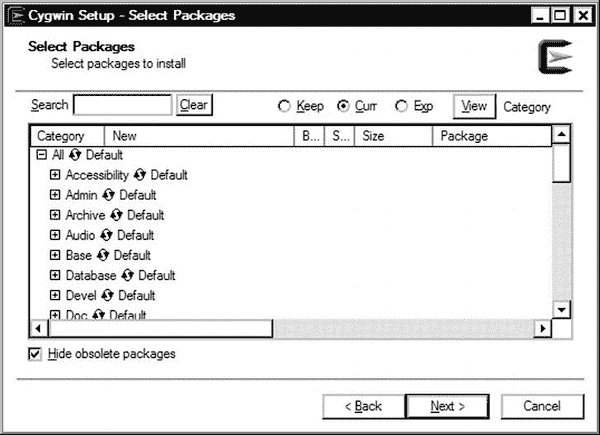 Cygwin Setup - Select Packages
Select Packages
Select packages to install
Search Clear Keep Curr Exp View Category
Category New B... S... Size Package
All Default
Accessibility Default
Admin Default
Archive Default
Audio Default
Base Default
Database Default
Devel Default
Doc Default
Hide obsolete packages
< Back Next > Cancel